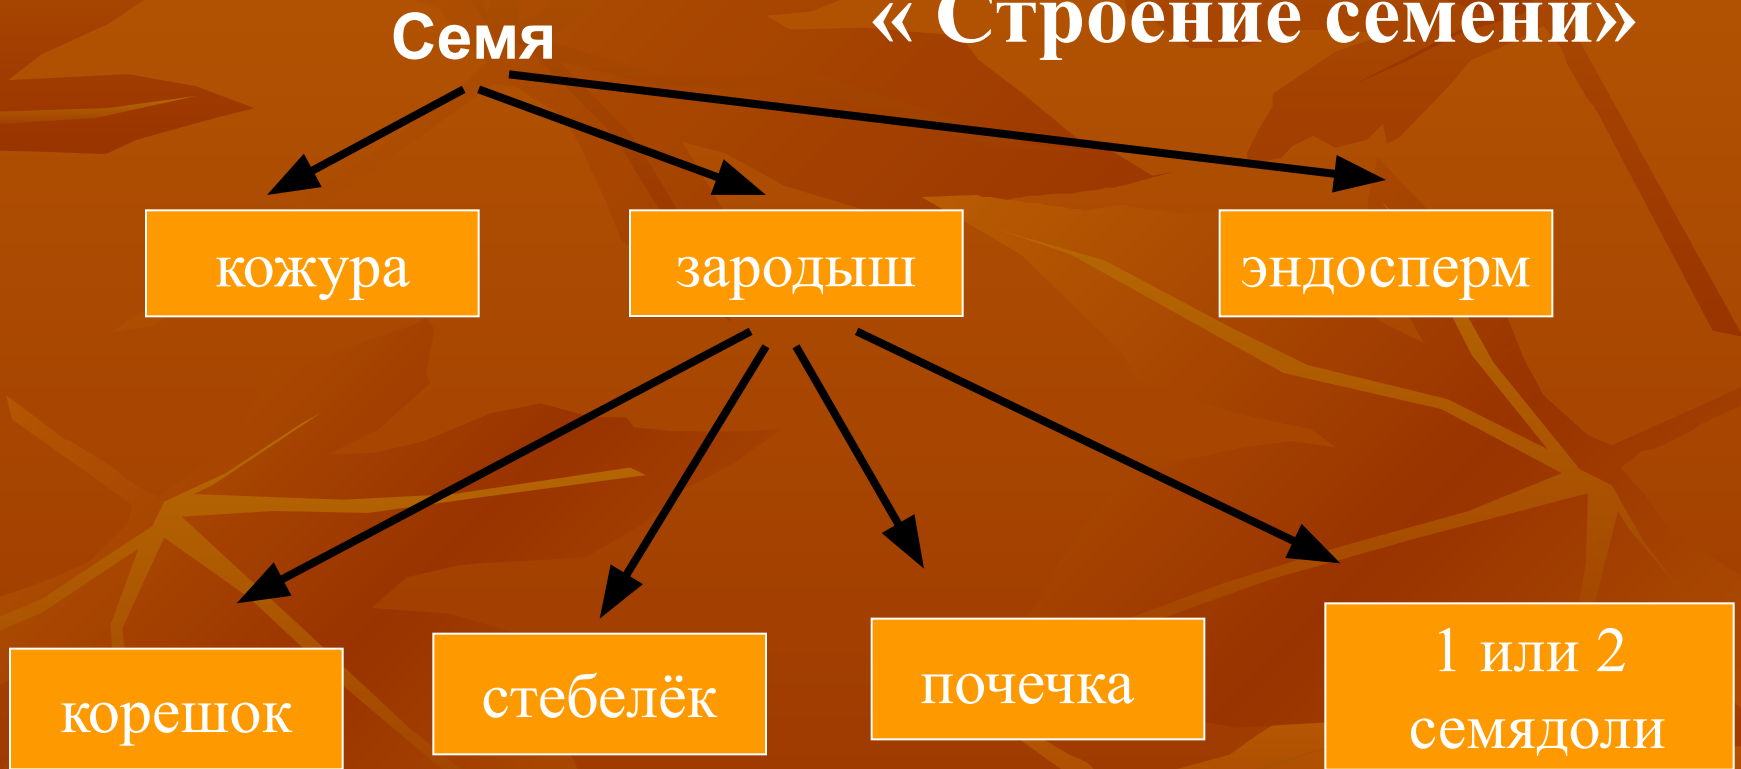 « Строение семени»
Семя
кожура
зародыш
эндосперм
корешок
стебелёк
почечка
1 или 2
семядоли